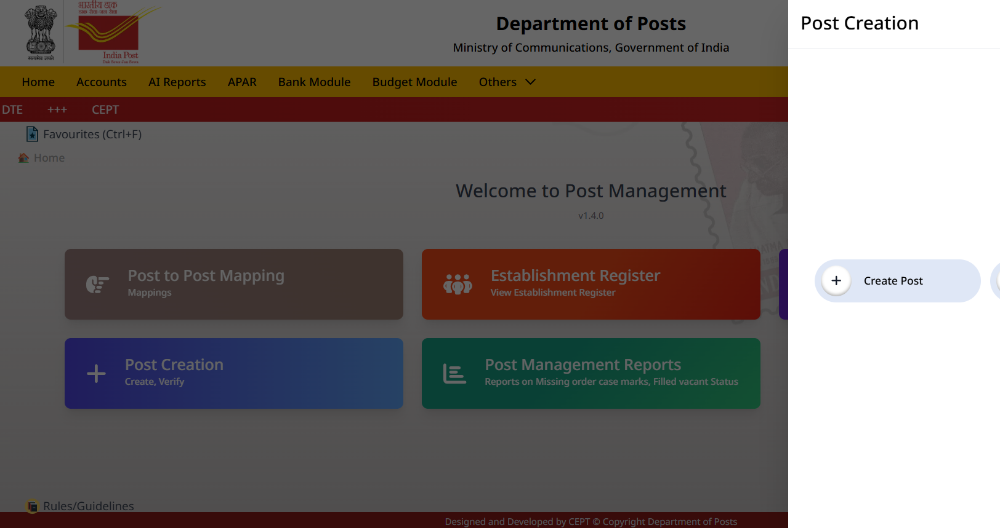 भारतीय डाक
डाक सेवा-जन सेवा
India Post
Dak Sewa-Jan Sewa
सत्यमेव जयते
Department of Posts
Ministry of Communications, Government of India
Post Creation
Home Accounts AI Reports APAR Bank Module Budget Module Others
DTE +++ CEPT
Favourites (Ctrl+F)
Home
Welcome to Post Management
v1.4.0
Post to Post Mapping
Mappings
Establishment Register
View Establishment Register
Create Post
Post Creation
Create, Verify
Post Management Reports
Reports on Missing order case marks, Filled vacant Status
Rules/Guidelines
Designed and Developed by CEPT © Copyright Department of Posts